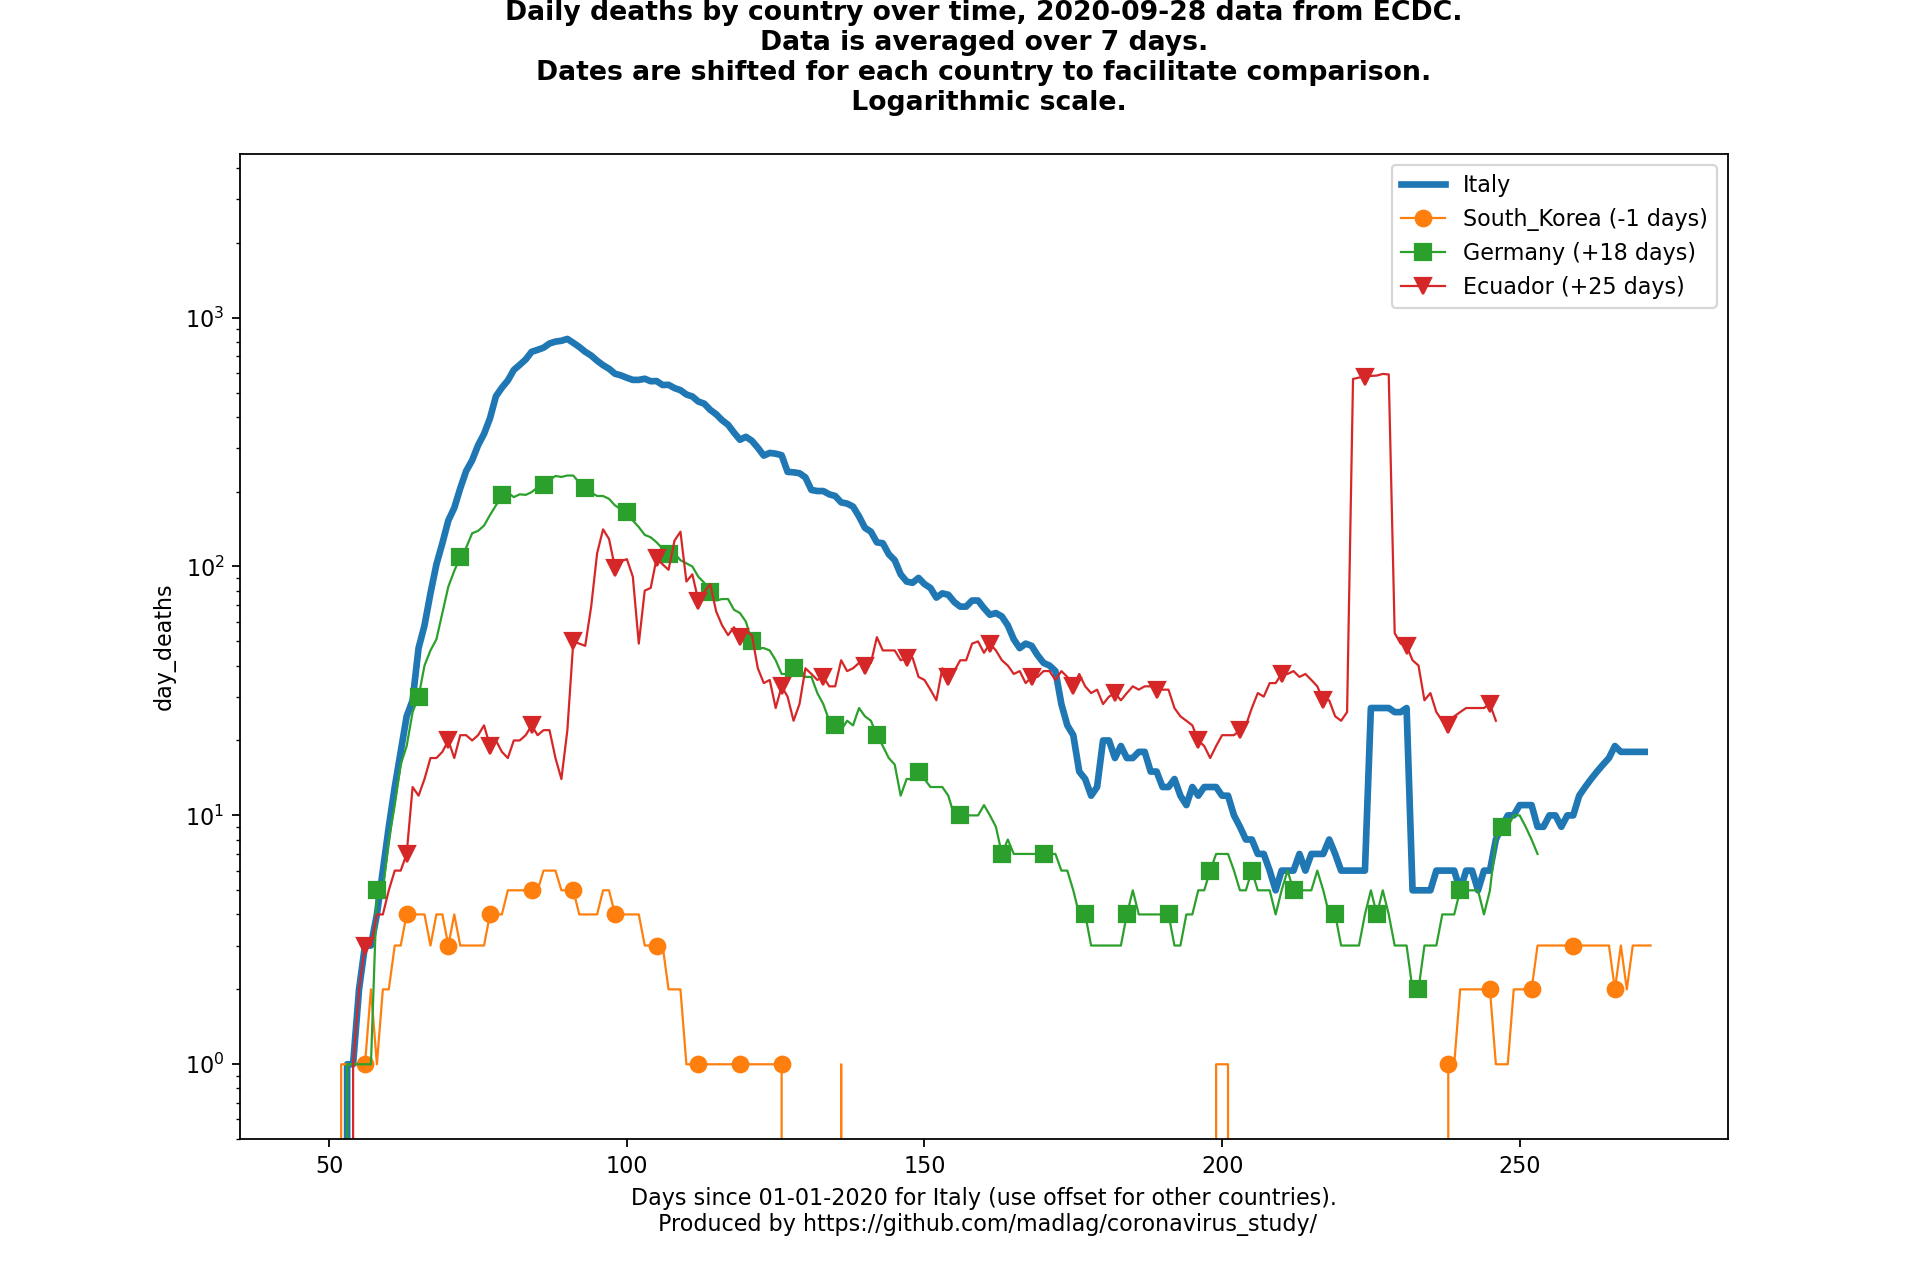 Daily deaths by country over time, 2020-09-28 data from ECDC.
Data is averaged over 7 days.
Dates are shifted for each country to facilitate comparison.
Logarithmic scale.
Italy
South_Korea (-1 days)
Germany (+18 days)
Ecuador (+25 days)
day_deaths
10³
10²
10¹
10⁰
50 100 150 200 250
Days since 01-01-2020 for Italy (use offset for other countries).
Produced by https://github.com/madlag/coronavirus_study/